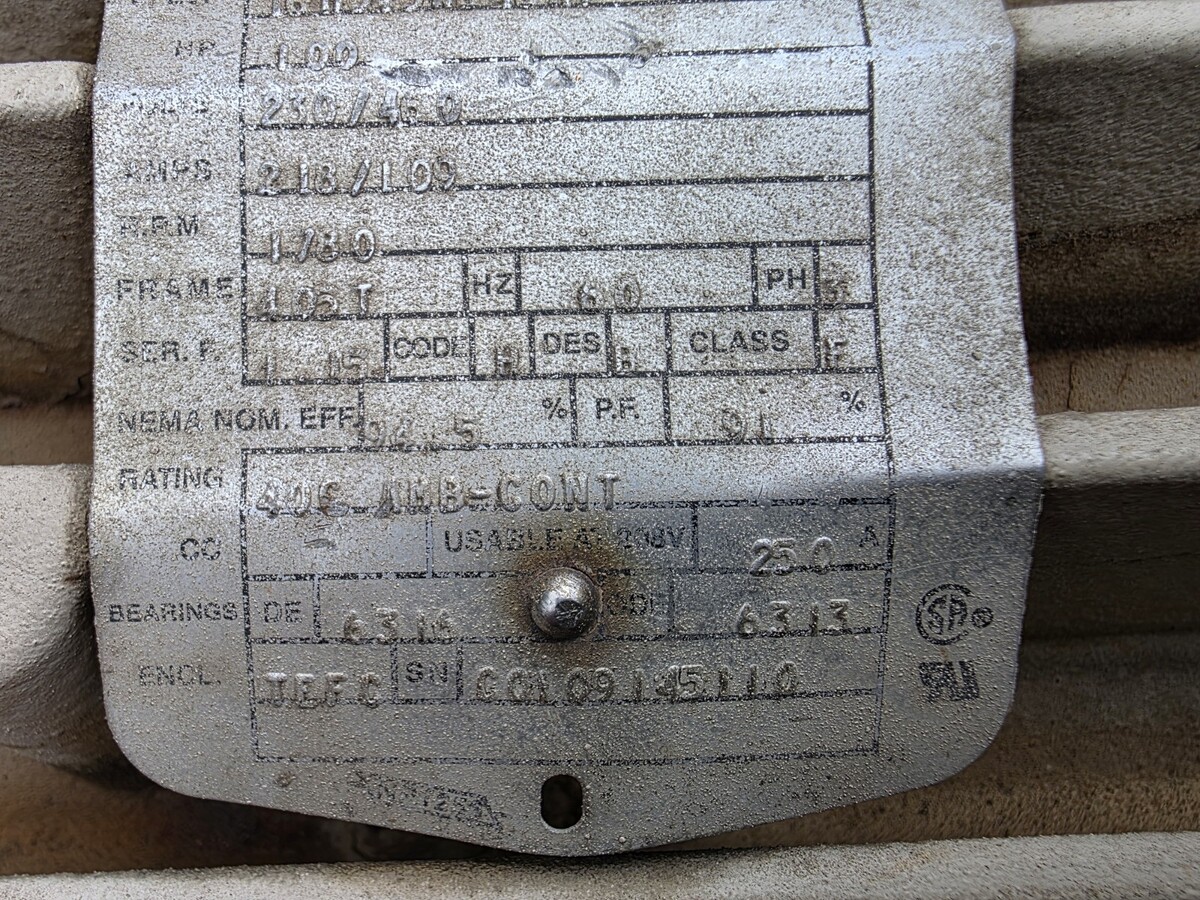 HP 100
VOLTS 230/460
AMPS 218/109
R.P.M 1780
FRAME 405T HZ 60 PH 3
SER. F. 1.15 CODE H DES B CLASS F
NEMA NOM. EFF. 94.5 % P.F. 91 %
RATING 40C AMB-CONT
CC USABLE AT 208V 250 A
BEARINGS DE 6316 ODE 6313
ENCL. TEFC SN